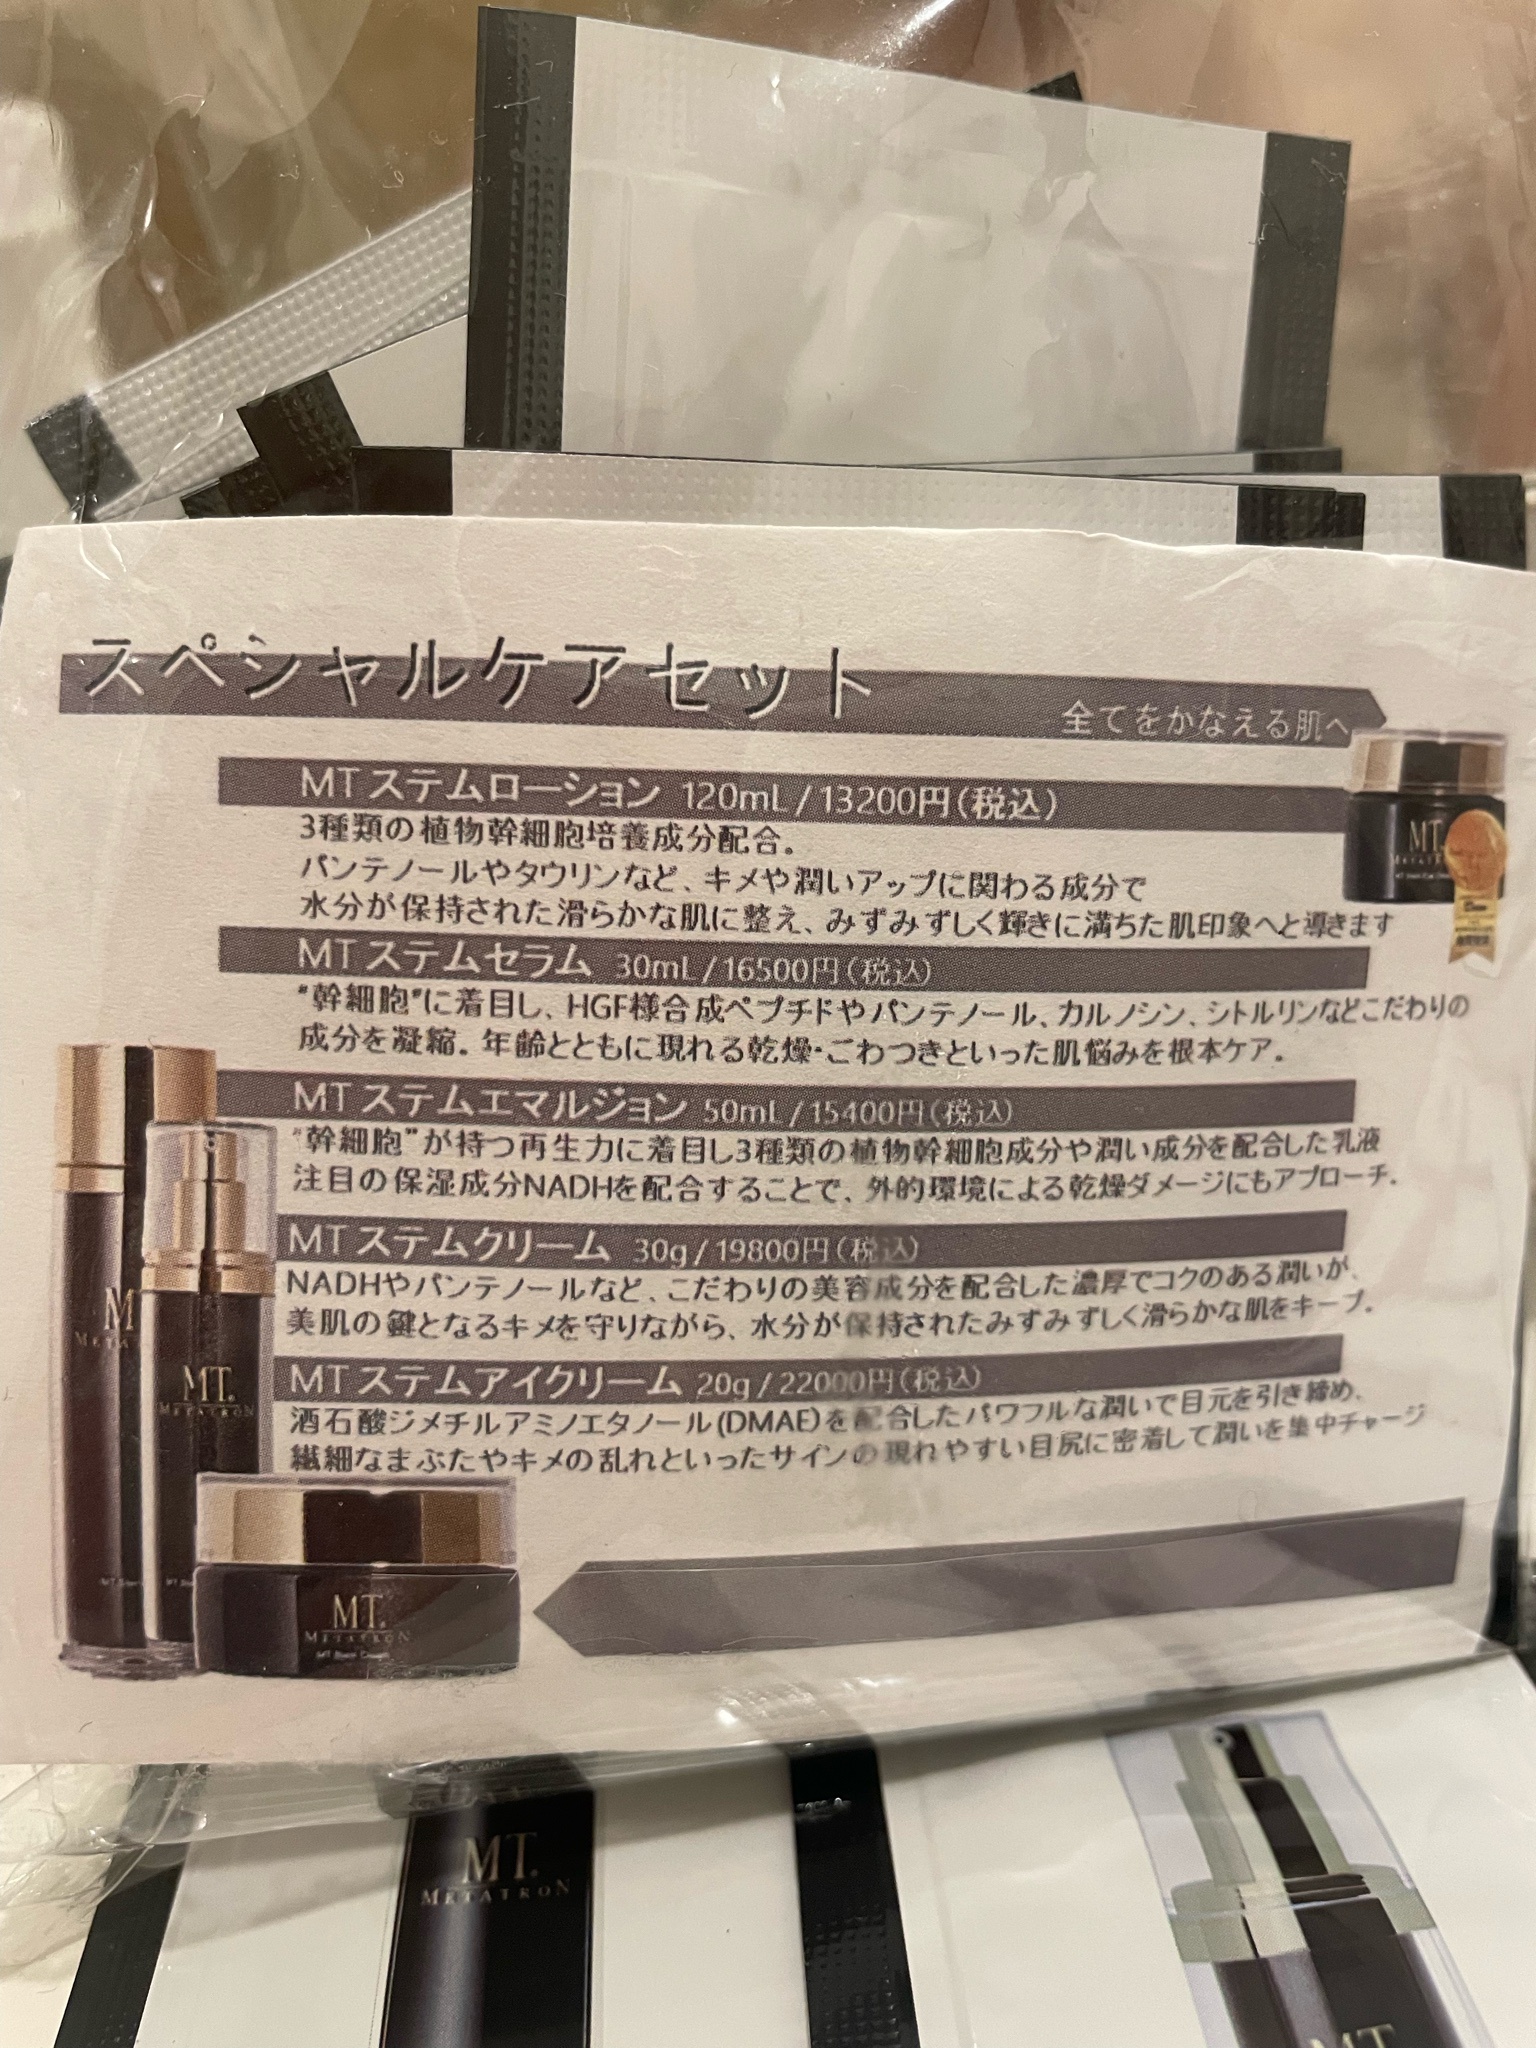 スペシャルケアセット
全てをかなえる肌へ
MT ステムローション 120mL/13200円(税込)
3種類の植物幹細胞培養成分配合。
パンテノールやタウリンなど、キメや潤いアップに関わる成分で
水分が保持された滑らかな肌に整え、みずみずしく輝きに満ちた肌印象へと導きます
MT ステムセラム 30mL/16500円(税込)
"幹細胞"に着目し、HGF様合成ペプチドやパンテノール、カルノシン、シトルリンなどこだわりの
成分を凝縮。年齢とともに現れる乾燥・ごわつきといった肌悩みを根本ケア。
MT ステムエマルジョン 50mL/15400円(税込)
"幹細胞"が持つ再生力に着目し3種類の植物幹細胞成分や潤い成分を配合した乳液
注目の保湿成分NADHを配合することで、外的環境による乾燥ダメージにもアプローチ。
MT ステムクリーム 30g/19800円(税込)
NADHやパンテノールなど、こだわりの美容成分を配合した濃厚でコクのある潤いが、
美肌の鍵となるキメを守りながら、水分が保持されたみずみずしく滑らかな肌をキープ。
MT ステムアイクリーム 20g/22000円(税込)
酒石酸ジメチルアミノエタノール(DMAE)を配合したパワフルな潤いで目元を引き締め、
繊細なまぶたやキメの乱れといったサインの現れやすい目尻に密着して潤いを集中チャージ
MT.
M
META
MT.
METATRON
MT.
METATRON
MT Stem Cream
MT.
METATRON
MT